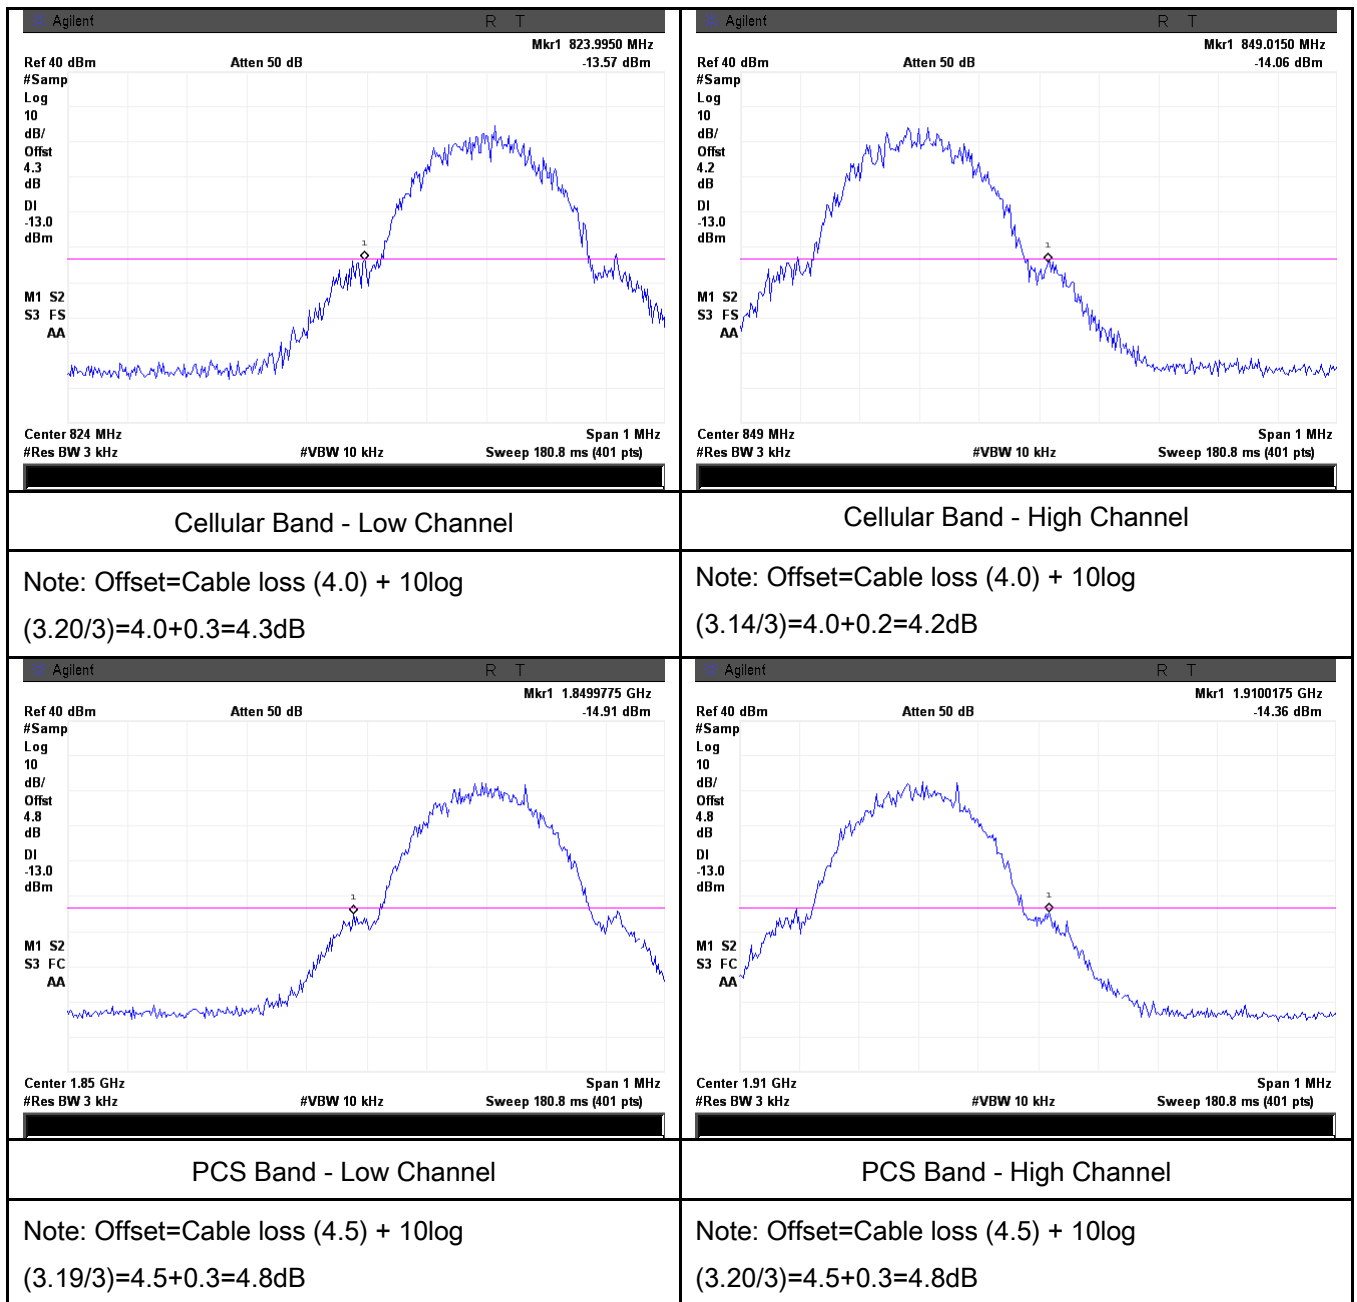 Agilent R T
Mkr1 823.9950 MHz
Ref 40 dBm Atten 50 dB -13.57 dBm
#Samp
Log
10
dB/
Offst
4.3
dB
DI
-13.0
dBm
1
M1 S2
S3 FS
AA
Center 824 MHz Span 1 MHz
#Res BW 3 kHz #VBW 10 kHz Sweep 180.8 ms (401 pts)
Agilent R T
Mkr1 849.0150 MHz
Ref 40 dBm Atten 50 dB -14.06 dBm
#Samp
Log
10
dB/
Offst
4.2
dB
DI
-13.0
dBm
1
M1 S2
S3 FS
AA
Center 849 MHz Span 1 MHz
#Res BW 3 kHz #VBW 10 kHz Sweep 180.8 ms (401 pts)
Cellular Band - Low Channel
Cellular Band - High Channel
Note: Offset=Cable loss (4.0) + 10log
(3.20/3)=4.0+0.3=4.3dB
Note: Offset=Cable loss (4.0) + 10log
(3.14/3)=4.0+0.2=4.2dB
Agilent R T
Mkr1 1.8499775 GHz
Ref 40 dBm Atten 50 dB -14.91 dBm
#Samp
Log
10
dB/
Offst
4.8
dB
DI
-13.0
dBm
1
M1 S2
S3 FC
AA
Center 1.85 GHz Span 1 MHz
#Res BW 3 kHz #VBW 10 kHz Sweep 180.8 ms (401 pts)
Agilent R T
Mkr1 1.9100175 GHz
Ref 40 dBm Atten 50 dB -14.36 dBm
#Samp
Log
10
dB/
Offst
4.8
dB
DI
-13.0
dBm
1
M1 S2
S3 FC
AA
Center 1.91 GHz Span 1 MHz
#Res BW 3 kHz #VBW 10 kHz Sweep 180.8 ms (401 pts)
PCS Band - Low Channel
PCS Band - High Channel
Note: Offset=Cable loss (4.5) + 10log
(3.19/3)=4.5+0.3=4.8dB
Note: Offset=Cable loss (4.5) + 10log
(3.20/3)=4.5+0.3=4.8dB